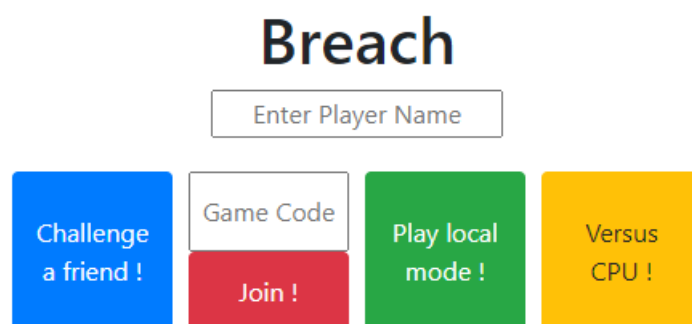 Breach
Enter Player Name
Challenge
a friend !
Game Code
Join !
Play local
mode !
Versus
CPU !